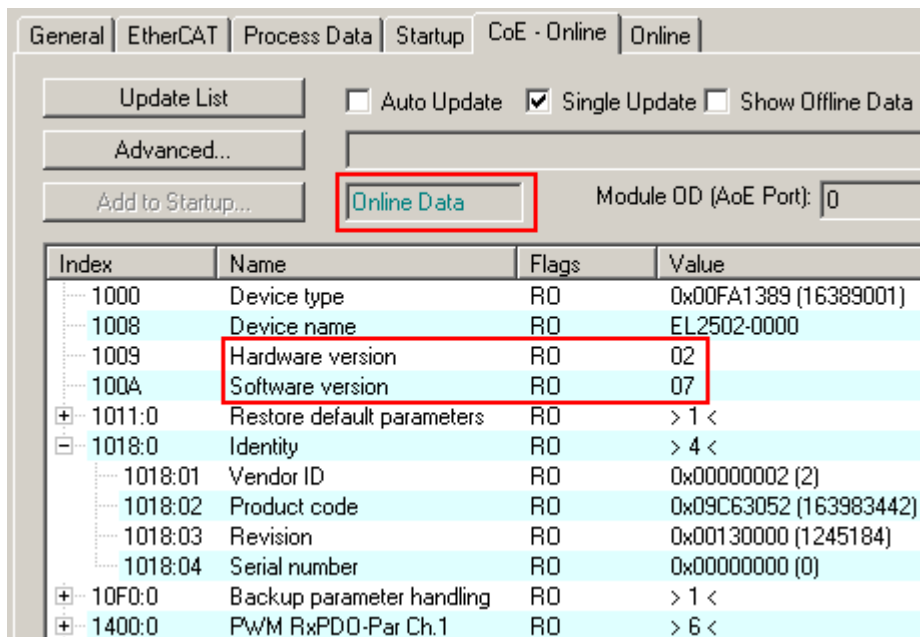 General EtherCAT Process Data Startup CoE - Online Online
Update List Auto Update Single Update Show Offline Data
Advanced...
Add to Startup... Online Data Module OD (AoE Port): 0
Index Name Flags Value
1000 Device type RO 0x00FA1389 (16389001)
1008 Device name RO EL2502-0000
1009 Hardware version RO 02
100A Software version RO 07
1011:0 Restore default parameters RO > 1 <
1018:0 Identity RO > 4 <
1018:01 Vendor ID RO 0x00000002 (2)
1018:02 Product code RO 0x09C63052 (163983442)
1018:03 Revision RO 0x00130000 (1245184)
1018:04 Serial number RO 0x00000000 (0)
10F0:0 Backup parameter handling RO > 1 <
1400:0 PWM RxPDO-Par Ch.1 RO > 6 <